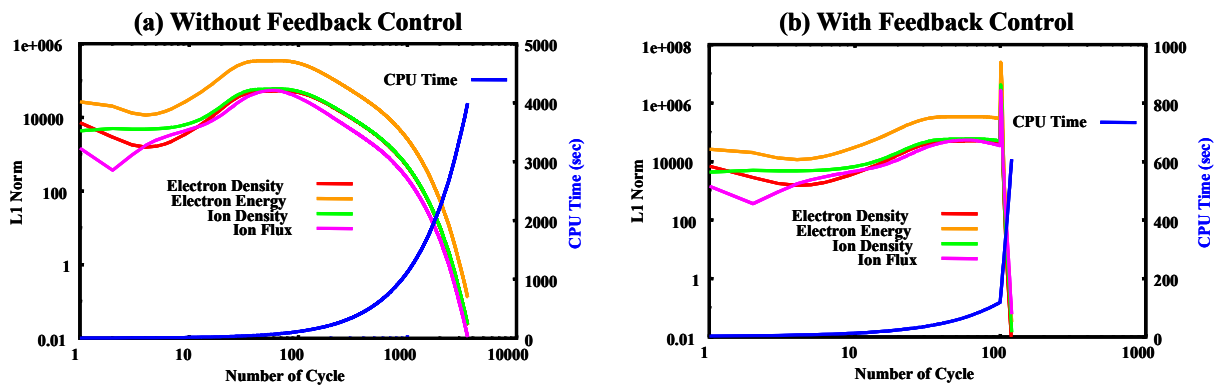 (a) Without Feedback Control
1e+006
10000
100
1
0.01
L1 Norm
5000
4000
3000
2000
1000
0
CPU Time (sec)
CPU Time
Electron Density
Electron Energy
Ion Density
Ion Flux
1
10
100
1000
10000
Number of Cycle
(b) With Feedback Control
1e+008
1e+006
10000
100
1
0.01
L1 Norm
1000
800
600
400
200
0
CPU Time (sec)
CPU Time
Electron Density
Electron Energy
Ion Density
Ion Flux
1
10
100
1000
Number of Cycle